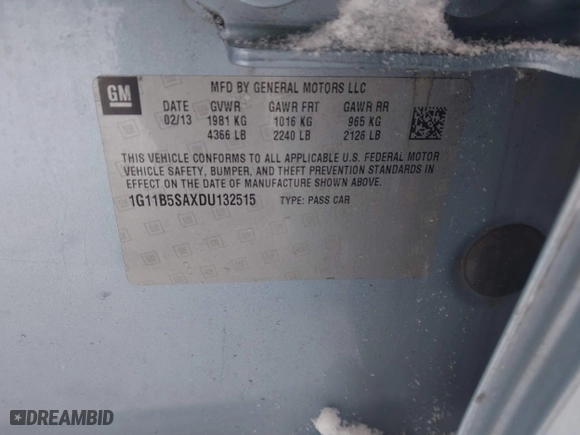 GM
MFD BY GENERAL MOTORS LLC
DATE GVWR GAWR FRT GAWR RR
02/13 1981 KG 1016 KG 965 KG
4366 LB 2240 LB 2126 LB
THIS VEHICLE CONFORMS TO ALL APPLICABLE U.S. FEDERAL MOTOR
VEHICLE SAFETY, BUMPER, AND THEFT PREVENTION STANDARDS IN
EFFECT ON THE DATE OF MANUFACTURE SHOWN ABOVE.
1G11B5SAXDU132515 TYPE: PASS CAR
DREAMBID